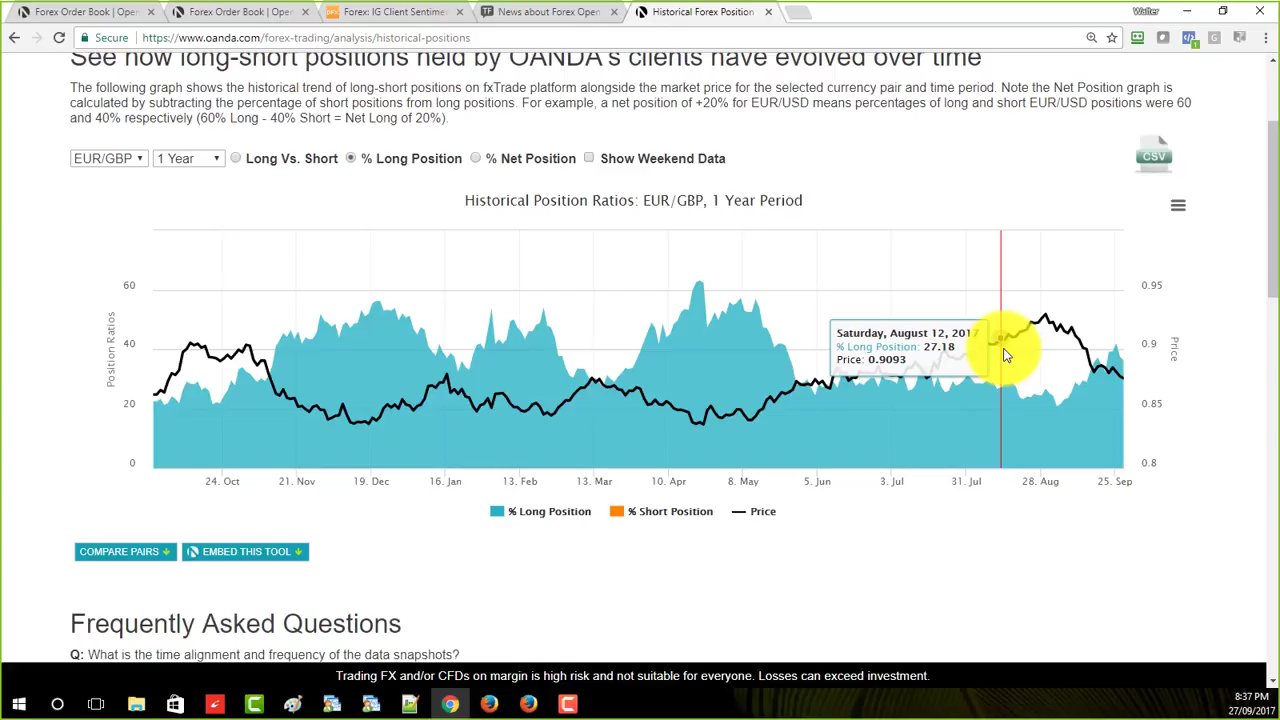 Forex Order Book | Open
Forex Order Book | Open
Forex: IG Client Sentime
News about Forex Open
Historical Forex Position
Walter
Secure
https://www.oanda.com/forex-trading/analysis/historical-positions
See how long-short positions held by OANDA's clients have evolved over time
The following graph shows the historical trend of long-short positions on fxTrade platform alongside the market price for the selected currency pair and time period. Note the Net Position graph is
calculated by subtracting the percentage of short positions from long positions. For example, a net position of +20% for EUR/USD means percentages of long and short EUR/USD positions were 60
and 40% respectively (60% Long - 40% Short = Net Long of 20%).
EUR/GBP 1 Year Long Vs. Short % Long Position % Net Position Show Weekend Data
CSV
Historical Position Ratios: EUR/GBP, 1 Year Period
Position Ratios
60
40
20
0
0.95
0.9
0.85
0.8
Price
Saturday, August 12, 2017
% Long Position: 27.18
Price: 0.9093
24. Oct 21. Nov 19. Dec 16. Jan 13. Feb 13. Mar 10. Apr 8. May 5. Jun 3. Jul 31. Jul 28. Aug 25. Sep
% Long Position % Short Position Price
COMPARE PAIRS EMBED THIS TOOL
Frequently Asked Questions
Q: What is the time alignment and frequency of the data snapshots?
Trading FX and/or CFDs on margin is high risk and not suitable for everyone. Losses can exceed investment.
8:37 PM
27/09/2017